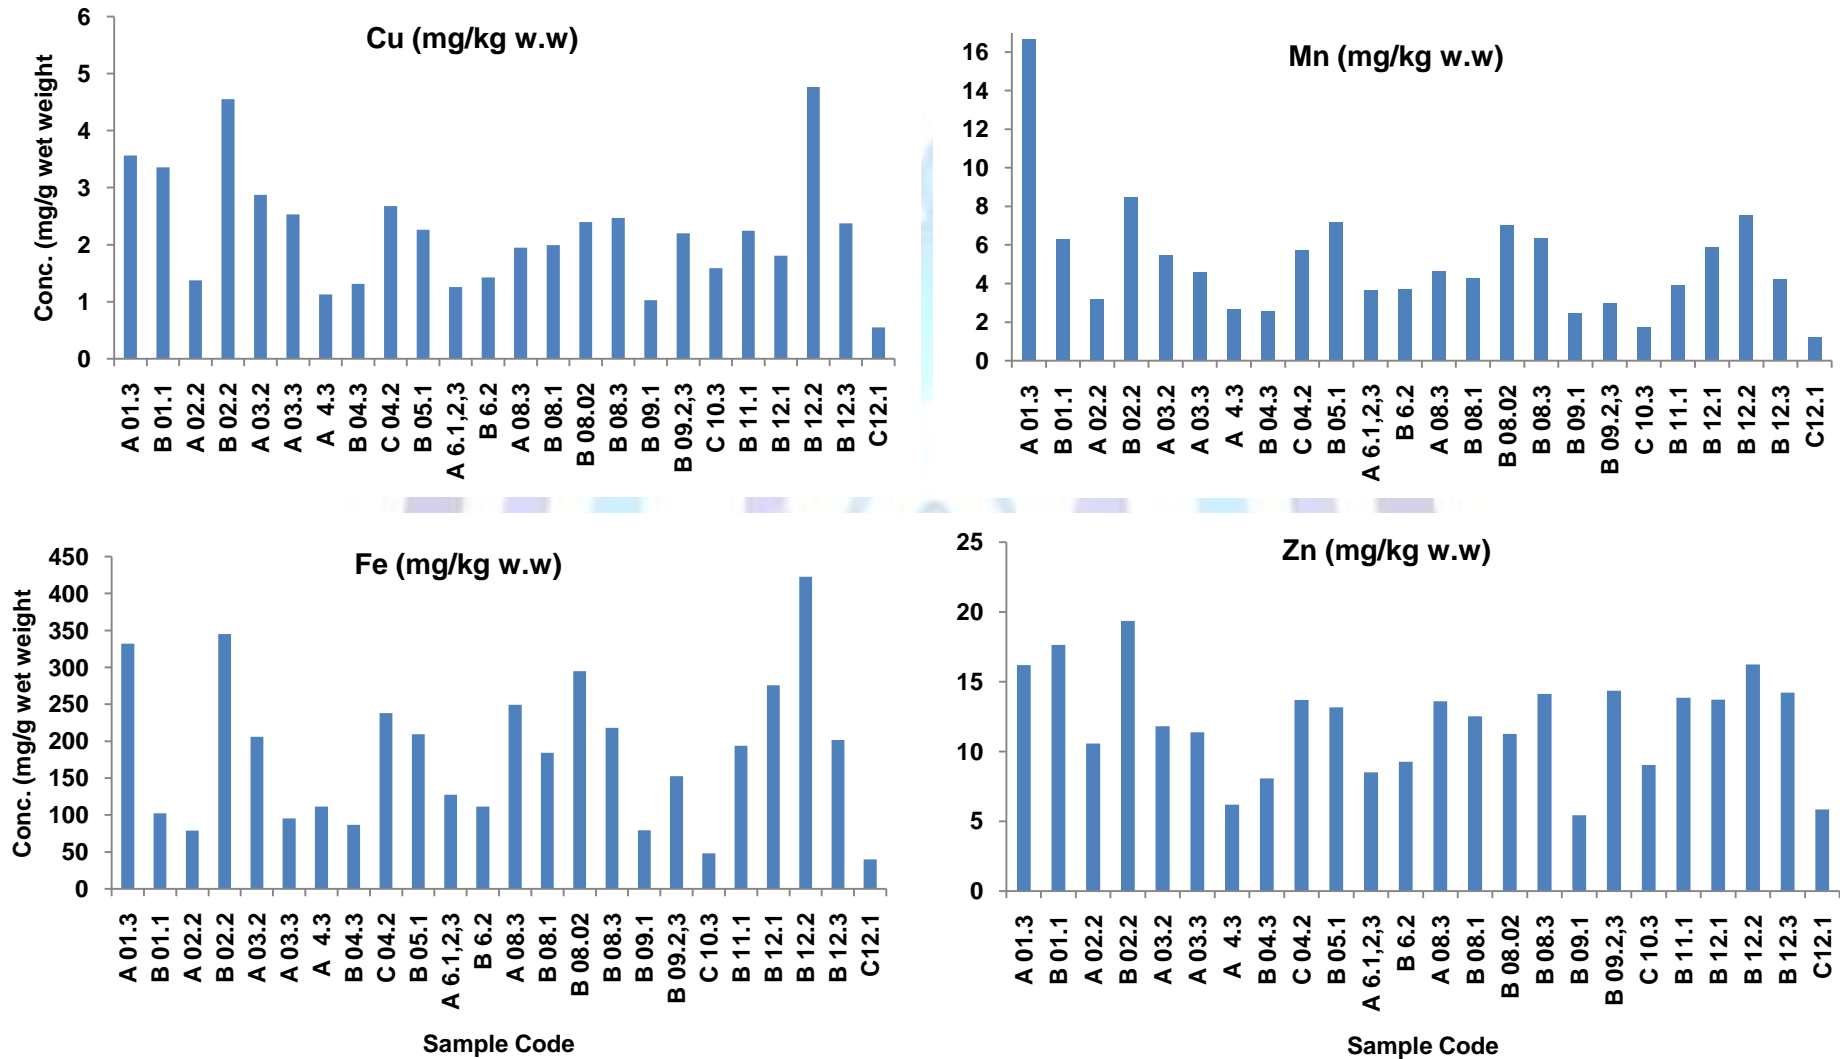 Cu (mg/kg w.w)
Conc. (mg/g wet weight
6
5
4
3
2
1
0
A 01.3
B 01.1
A 02.2
B 02.2
A 03.2
A 03.3
A 4.3
B 04.3
C 04.2
B 05.1
A 6.1,2,3
B 6.2
A 08.3
B 08.1
B 08.02
B 08.3
B 09.1
B 09.2,3
C 10.3
B 11.1
B 12.1
B 12.2
B 12.3
C12.1
Mn (mg/kg w.w)
16
14
12
10
8
6
4
2
0
A 01.3
B 01.1
A 02.2
B 02.2
A 03.2
A 03.3
A 4.3
B 04.3
C 04.2
B 05.1
A 6.1,2,3
B 6.2
A 08.3
B 08.1
B 08.02
B 08.3
B 09.1
B 09.2,3
C 10.3
B 11.1
B 12.1
B 12.2
B 12.3
C12.1
Fe (mg/kg w.w)
Conc. (mg/g wet weight
450
400
350
300
250
200
150
100
50
0
A 01.3
B 01.1
A 02.2
B 02.2
A 03.2
A 03.3
A 4.3
B 04.3
C 04.2
B 05.1
A 6.1,2,3
B 6.2
A 08.3
B 08.1
B 08.02
B 08.3
B 09.1
B 09.2,3
C 10.3
B 11.1
B 12.1
B 12.2
B 12.3
C12.1
Sample Code
Zn (mg/kg w.w)
25
20
15
10
5
0
A 01.3
B 01.1
A 02.2
B 02.2
A 03.2
A 03.3
A 4.3
B 04.3
C 04.2
B 05.1
A 6.1,2,3
B 6.2
A 08.3
B 08.1
B 08.02
B 08.3
B 09.1
B 09.2,3
C 10.3
B 11.1
B 12.1
B 12.2
B 12.3
C12.1
Sample Code